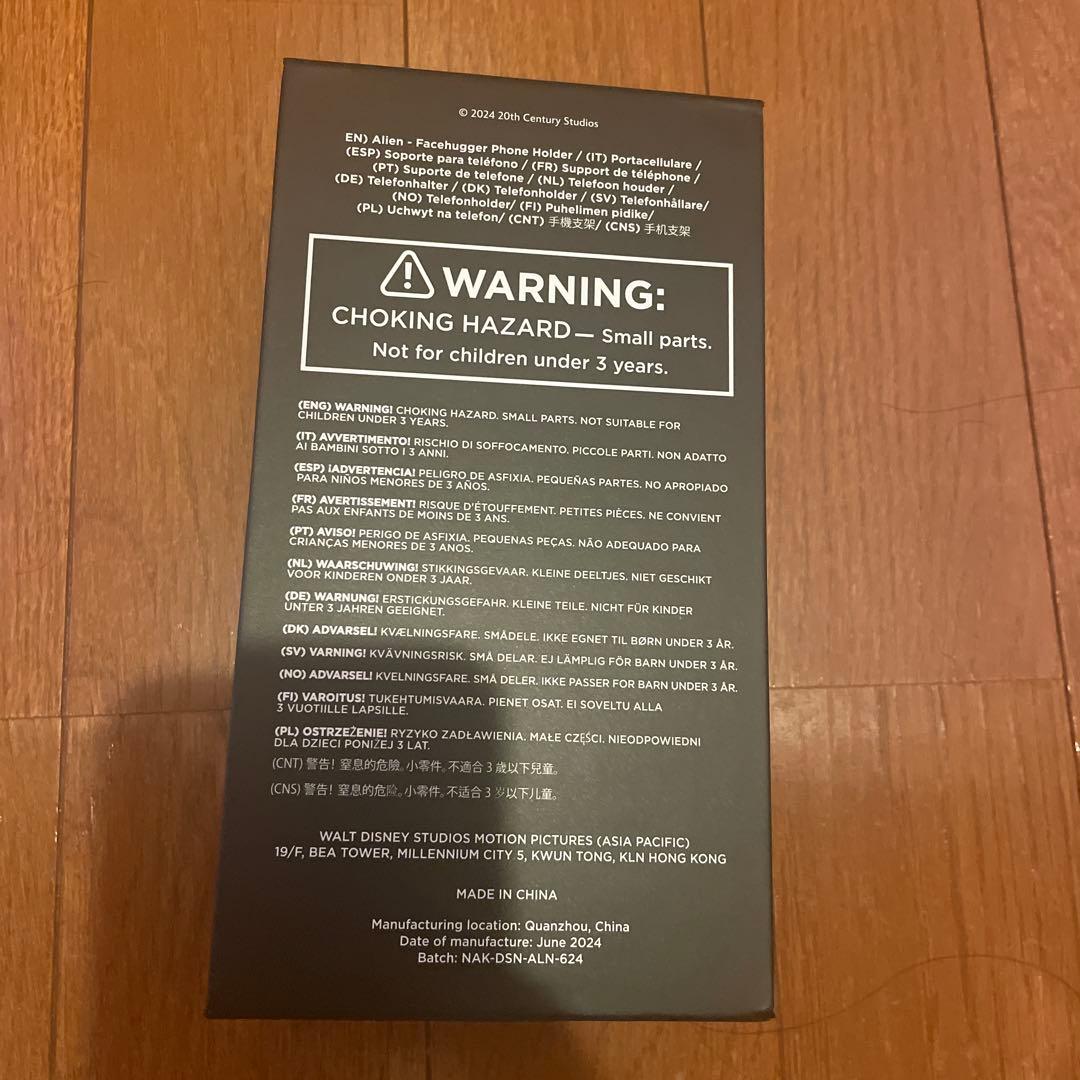 © 2024 20th Century Studios
EN) Alien - Facehugger Phone Holder / (IT) Portacellulare /
(ESP) Soporte para teléfono / (FR) Support de téléphone /
(PT) Suporte de telefone / (NL) Telefoon houder /
(DE) Telefonhalter / (DK) Telefonholder / (SV) Telefonhållare/
(NO) Telefonholder/ (FI) Puhelimen pidike/
(PL) Uchwyt na telefon/ (CNT) 手機支架/ (CNS) 手机支架
WARNING:
CHOKING HAZARD— Small parts.
Not for children under 3 years.
(ENG) WARNING! CHOKING HAZARD. SMALL PARTS. NOT SUITABLE FOR
CHILDREN UNDER 3 YEARS.
(IT) AVVERTIMENTO! RISCHIO DI SOFFOCAMENTO. PICCOLE PARTI. NON ADATTO
AI BAMBINI SOTTO I 3 ANNI.
(ESP) ¡ADVERTENCIA! PELIGRO DE ASFIXIA. PEQUEÑAS PARTES. NO APROPIADO
PARA NIÑOS MENORES DE 3 AÑOS.
(FR) AVERTISSEMENT! RISQUE D'ÉTOUFFEMENT. PETITES PIÈCES. NE CONVIENT
PAS AUX ENFANTS DE MOINS DE 3 ANS.
(PT) AVISO! PERIGO DE ASFIXIA. PEQUENAS PEÇAS. NÃO ADEQUADO PARA
CRIANÇAS MENORES DE 3 ANOS.
(NL) WAARSCHUWING! STIKKINGSGEVAAR. KLEINE DEELTJES. NIET GESCHIKT
VOOR KINDEREN ONDER 3 JAAR.
(DE) WARNUNG! ERSTICKUNGSGEFAHR. KLEINE TEILE. NICHT FÜR KINDER
UNTER 3 JAHREN GEEIGNET.
(DK) ADVARSEL! KVÆLNINGSFARE. SMÅDELE. IKKE EGNET TIL BØRN UNDER 3 ÅR.
(SV) VARNING! KVÄVNINGSRISK. SMÅ DELAR. EJ LÄMPLIG FÖR BARN UNDER 3 ÅR.
(NO) ADVARSEL! KVELNINGSFARE. SMÅ DELER. IKKE PASSER FOR BARN UNDER 3 ÅR.
(FI) VAROITUS! TUKEHTUMISVAARA. PIENET OSAT. EI SOVELTU ALLA
3 VUOTIILLE LAPSILLE.
(PL) OSTRZEŻENIE! RYZYKO ZADŁAWIENIA. MAŁE CZĘŚCI. NIEODPOWIEDNI
DLA DZIECI PONIŻEJ 3 LAT.
(CNT) 警告! 窒息的危險。小零件。不適合 3 歲以下兒童。
(CNS) 警告! 窒息的危险。小零件。不适合 3 岁以下儿童。
WALT DISNEY STUDIOS MOTION PICTURES (ASIA PACIFIC)
19/F, BEA TOWER, MILLENNIUM CITY 5, KWUN TONG, KLN HONG KONG
MADE IN CHINA
Manufacturing location: Quanzhou, China
Date of manufacture: June 2024
Batch: NAK-DSN-ALN-624